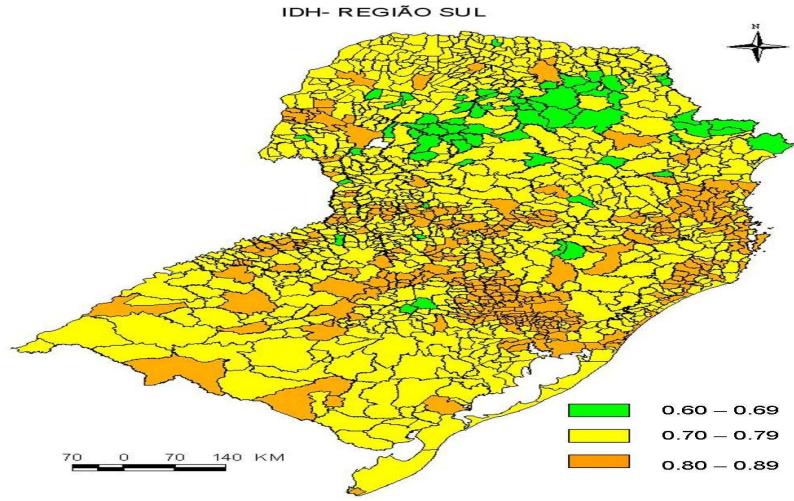 IDH- REGIÃO SUL
N
0.60 – 0.69
0.70 – 0.79
0.80 – 0.89
70 0 70 140 KM